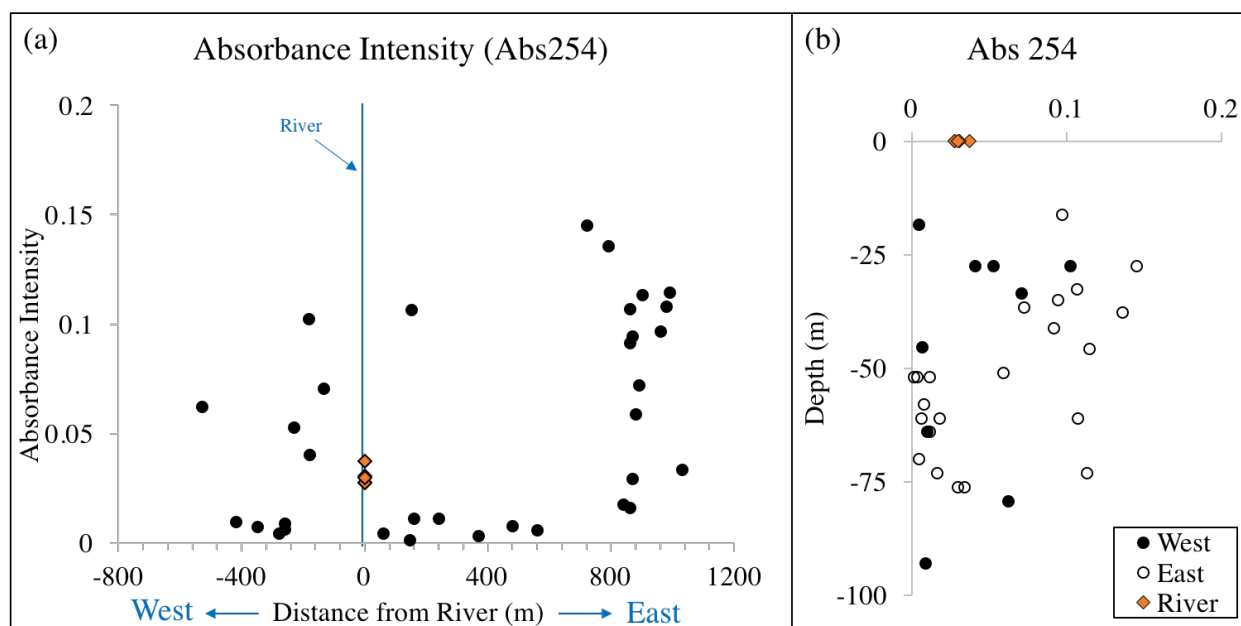 (a)
Absorbance Intensity (Abs254)
0.2
0.15
0.1
0.05
0
Absorbance Intensity
River
-800
-400
0
400
800
1200
West
Distance from River (m)
East
(b)
Abs 254
0
0.1
0.2
0
-25
-50
-75
-100
Depth (m)
West
East
River